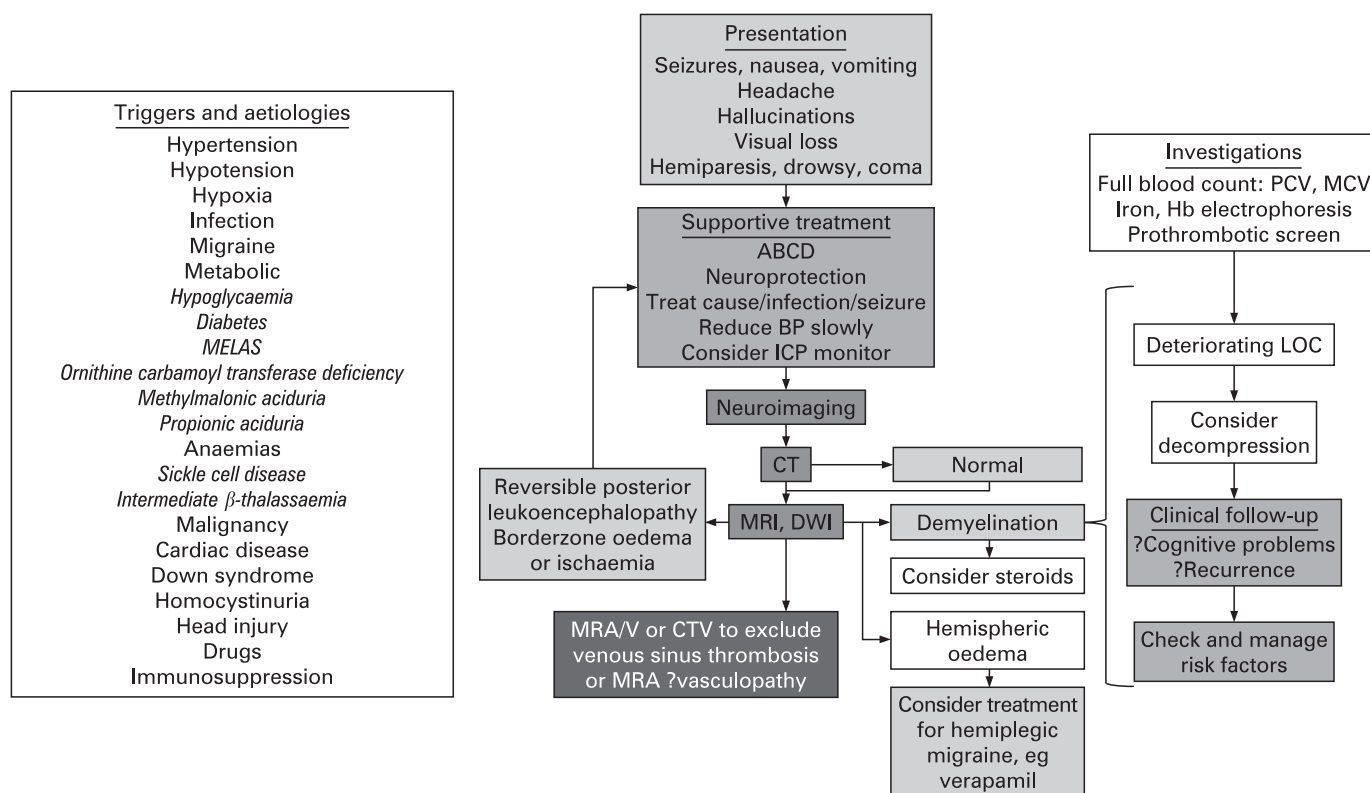 Triggers and aetiologies
Hypertension
Hypotension
Hypoxia
Infection
Migraine
Metabolic
Hypoglycaemia
Diabetes
MELAS
Ornithine carbamoyl transferase deficiency
Methylmalonic aciduria
Propionic aciduria
Anaemias
Sickle cell disease
Intermediate β-thalassaemia
Malignancy
Cardiac disease
Down syndrome
Homocystinuria
Head injury
Drugs
Immunosuppression
Presentation
Seizures, nausea, vomiting
Headache
Hallucinations
Visual loss
Hemiparesis, drowsy, coma
Supportive treatment
ABCD
Neuroprotection
Treat cause/infection/seizure
Reduce BP slowly
Consider ICP monitor
Neuroimaging
CT
Normal
MRI, DWI
Reversible posterior
leukoencephalopathy
Borderzone oedema
or ischaemia
Demyelination
Consider steroids
MRA/V or CTV to exclude
venous sinus thrombosis
or MRA ?vasculopathy
Hemispheric
oedema
Consider treatment
for hemiplegic
migraine, eg
verapamil
Investigations
Full blood count: PCV, MCV
Iron, Hb electrophoresis
Prothrombotic screen
Deteriorating LOC
Consider
decompression
Clinical follow-up
?Cognitive problems
?Recurrence
Check and manage
risk factors